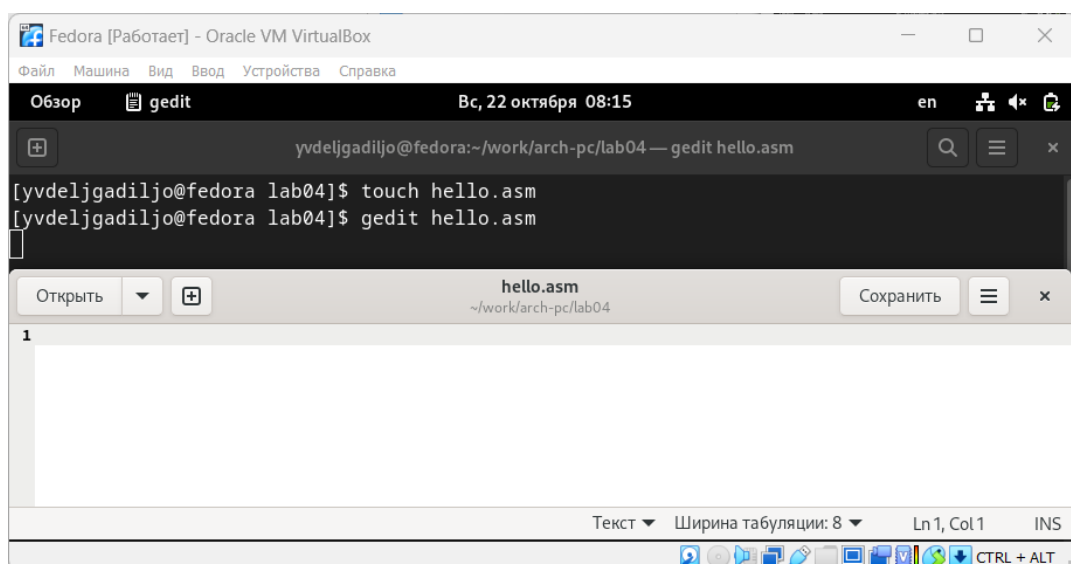 Fedora [Работает] - Oracle VM VirtualBox
Файл Машина Вид Ввод Устройства Справка
Обзор gedit Вс, 22 октября 08:15 en
yvdeljgadiljo@fedora:~/work/arch-pc/lab04 — gedit hello.asm
[yvdeljgadiljo@fedora lab04]$ touch hello.asm
[yvdeljgadiljo@fedora lab04]$ gedit hello.asm
Открыть hello.asm Сохранить
~/work/arch-pc/lab04
1
Текст Ширина табуляции: 8 Ln 1, Col 1 INS
CTRL + ALT